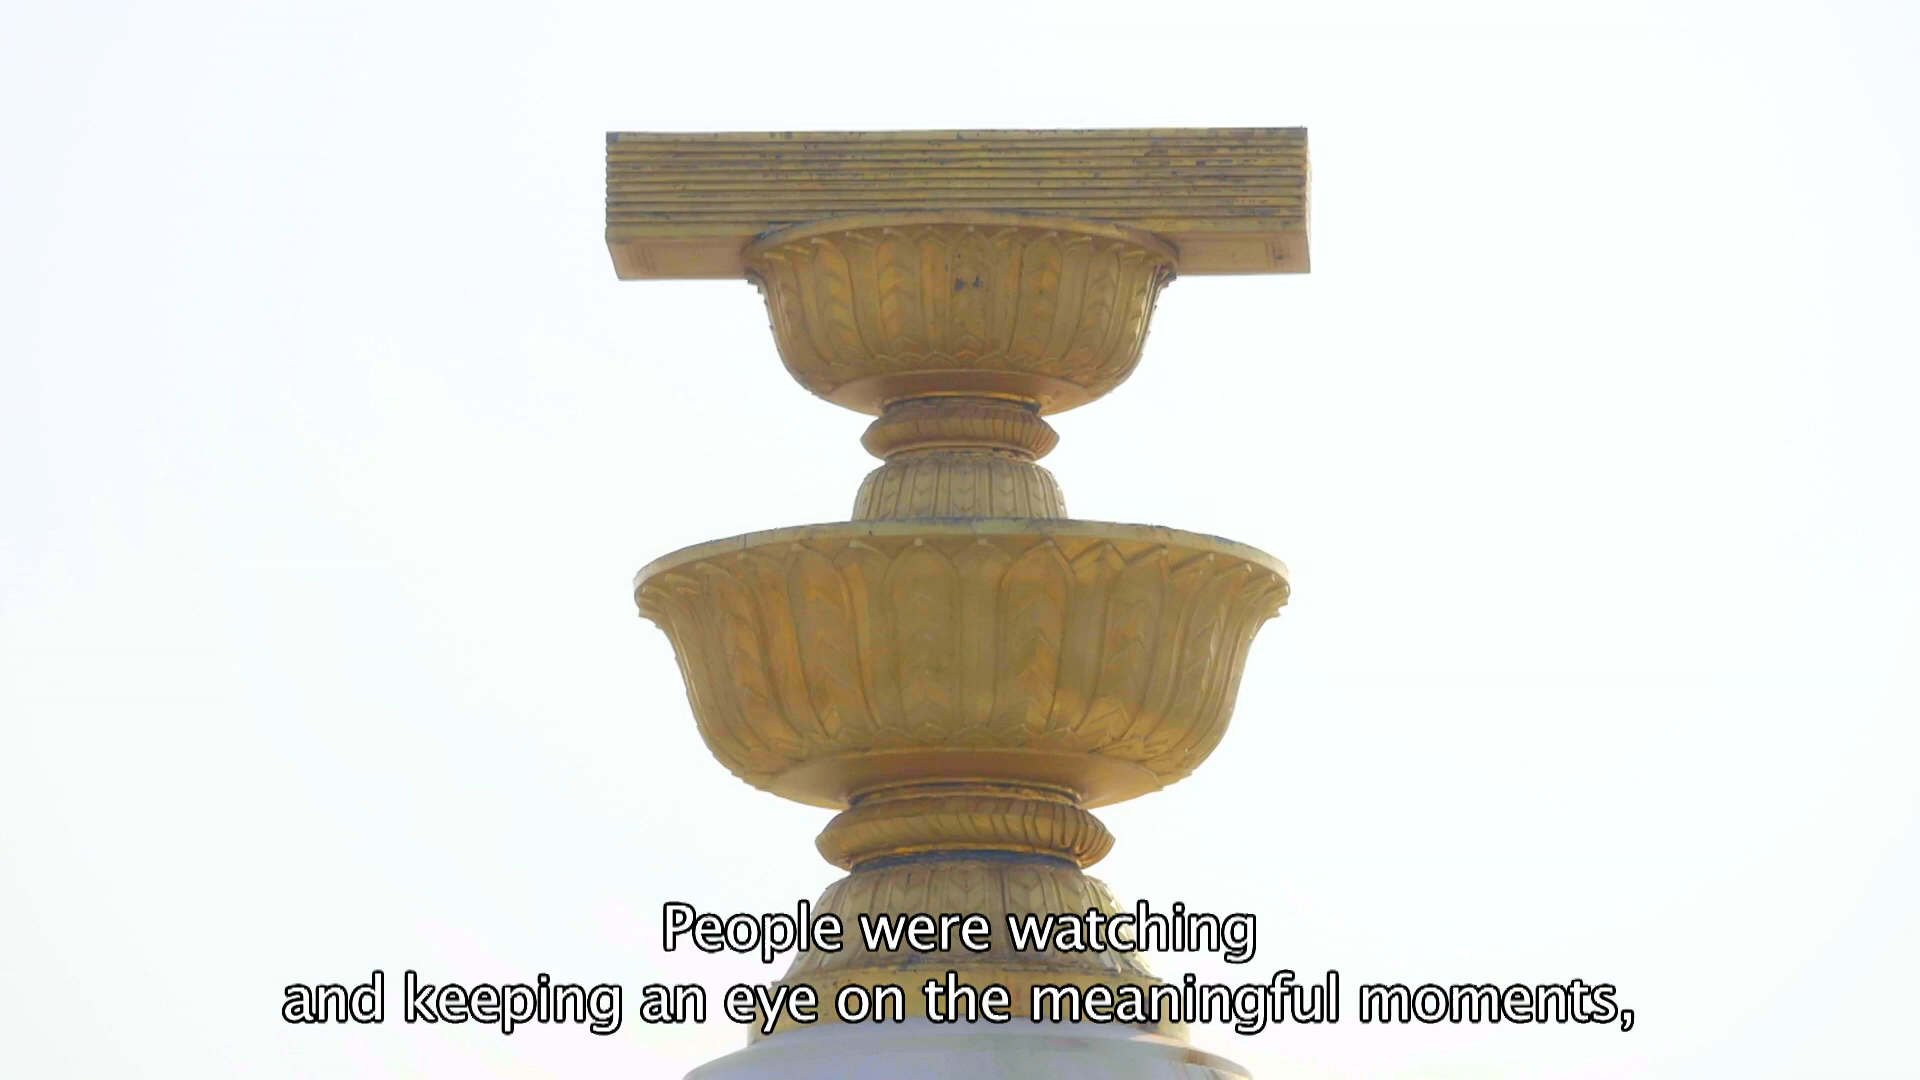 People were watching
and keeping an eye on the meaningful moments,